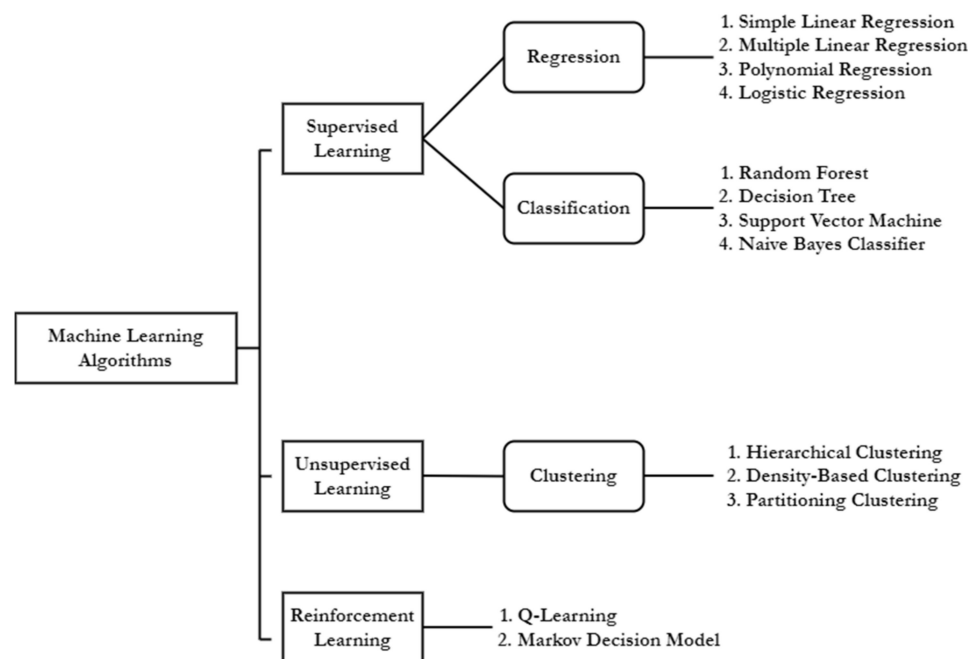 Machine Learning
Algorithms
Supervised
Learning
Regression
1. Simple Linear Regression
2. Multiple Linear Regression
3. Polynomial Regression
4. Logistic Regression
Classification
1. Random Forest
2. Decision Tree
3. Support Vector Machine
4. Naive Bayes Classifier
Unsupervised
Learning
Clustering
1. Hierarchical Clustering
2. Density-Based Clustering
3. Partitioning Clustering
Reinforcement
Learning
1. Q-Learning
2. Markov Decision Model